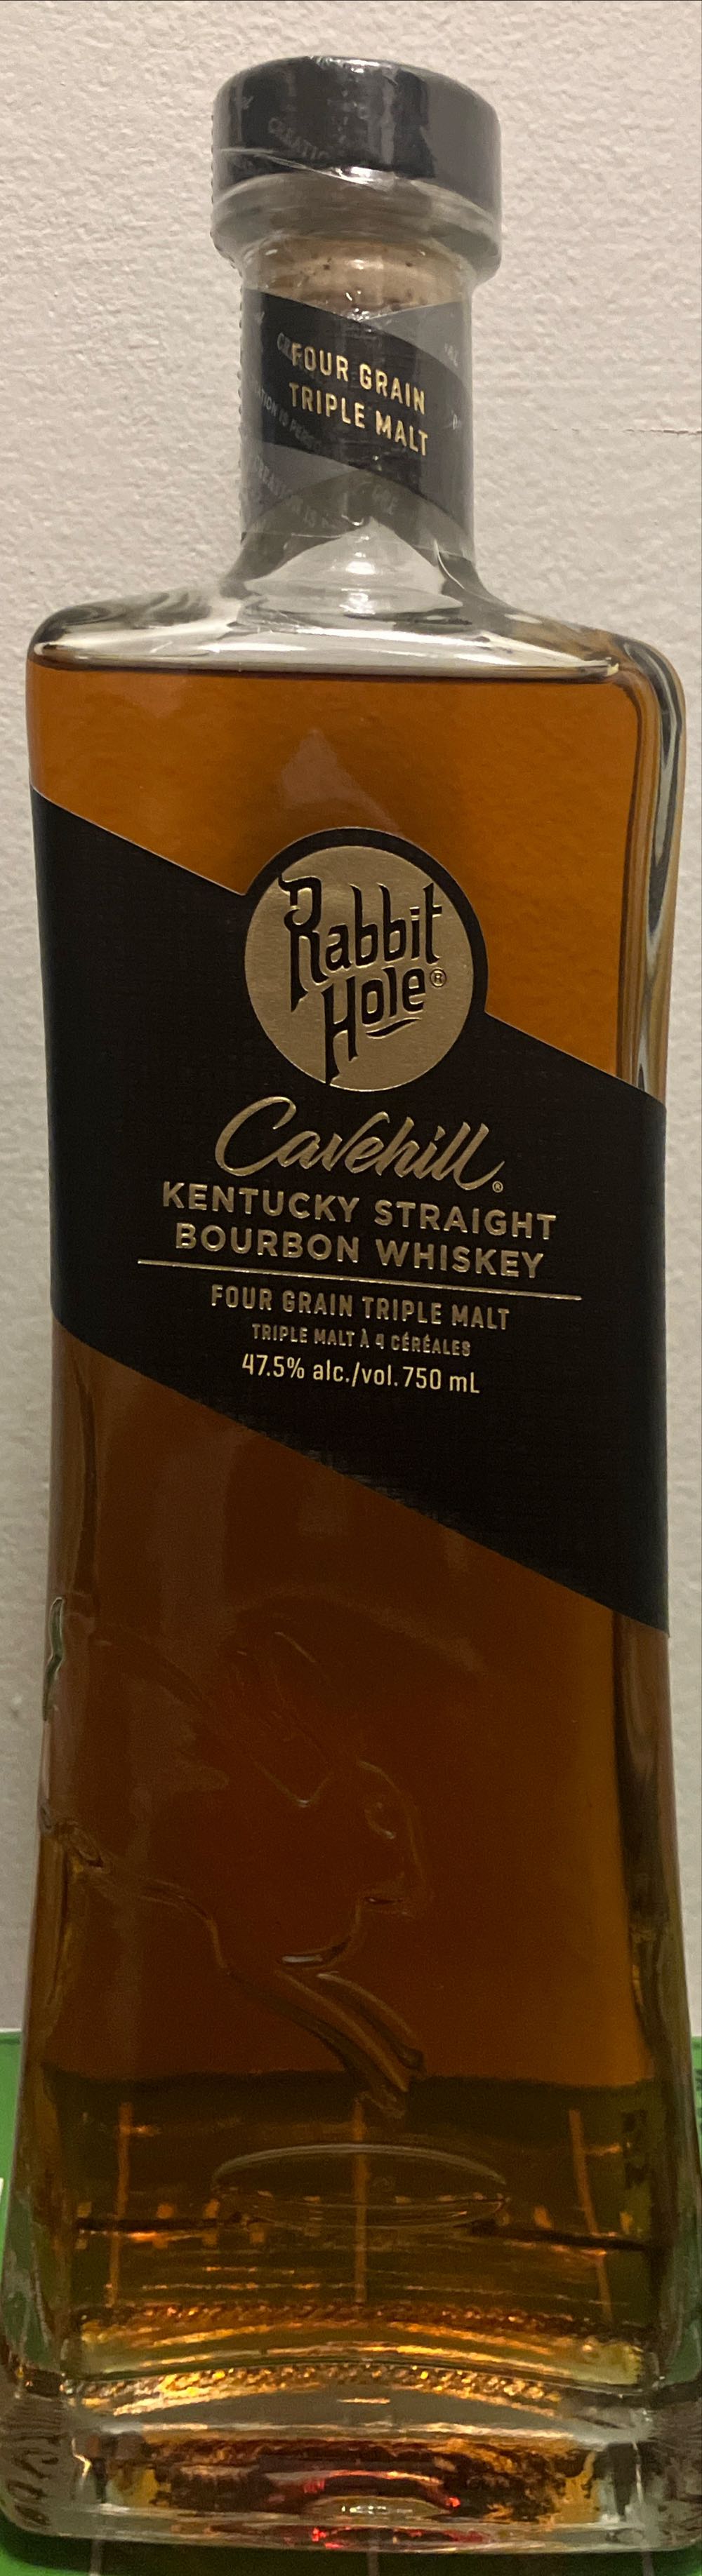 FOUR GRAIN
TRIPLE MALT
Rabbit
Hole®
Cavehill®
KENTUCKY STRAIGHT
BOURBON WHISKEY
FOUR GRAIN TRIPLE MALT
TRIPLE MALT À 4 CÉRÉALES
47.5% alc./vol. 750 mL